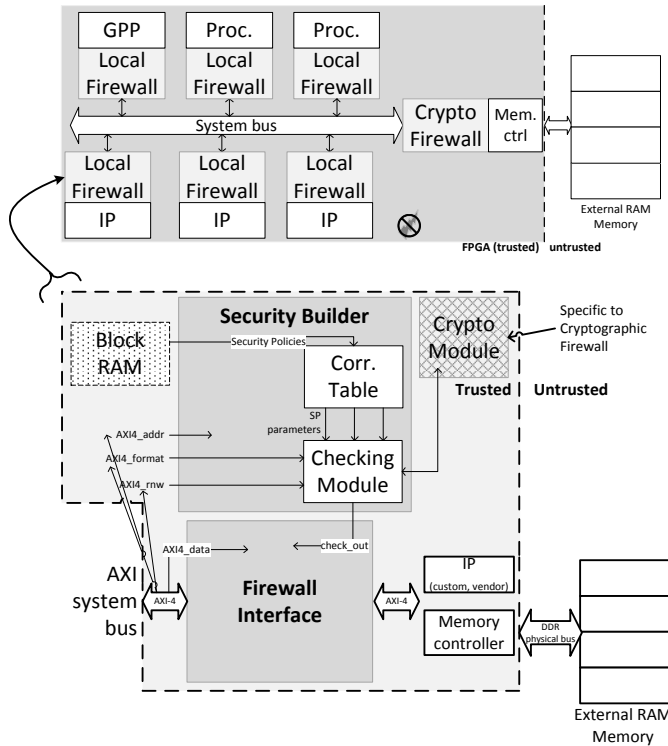 GPP
Proc.
Proc.
Local
Firewall
Local
Firewall
Local
Firewall
System bus
Crypto
Firewall
Mem.
ctrl
Local
Firewall
Local
Firewall
Local
Firewall
IP
IP
IP
External RAM
Memory
FPGA (trusted)
untrusted
Security Builder
Block
RAM
Security Policies
Crypto
Module
Specific to
Cryptographic
Firewall
Corr.
Table
Trusted
Untrusted
SP
parameters
AXI4_addr
AXI4_format
AXI4_rnw
Checking
Module
AXI4_data
check_out
AXI
system
bus
AXI-4
Firewall
Interface
AXI-4
IP
(custom, vendor)
Memory
controller
DDR
physical bus
External RAM
Memory